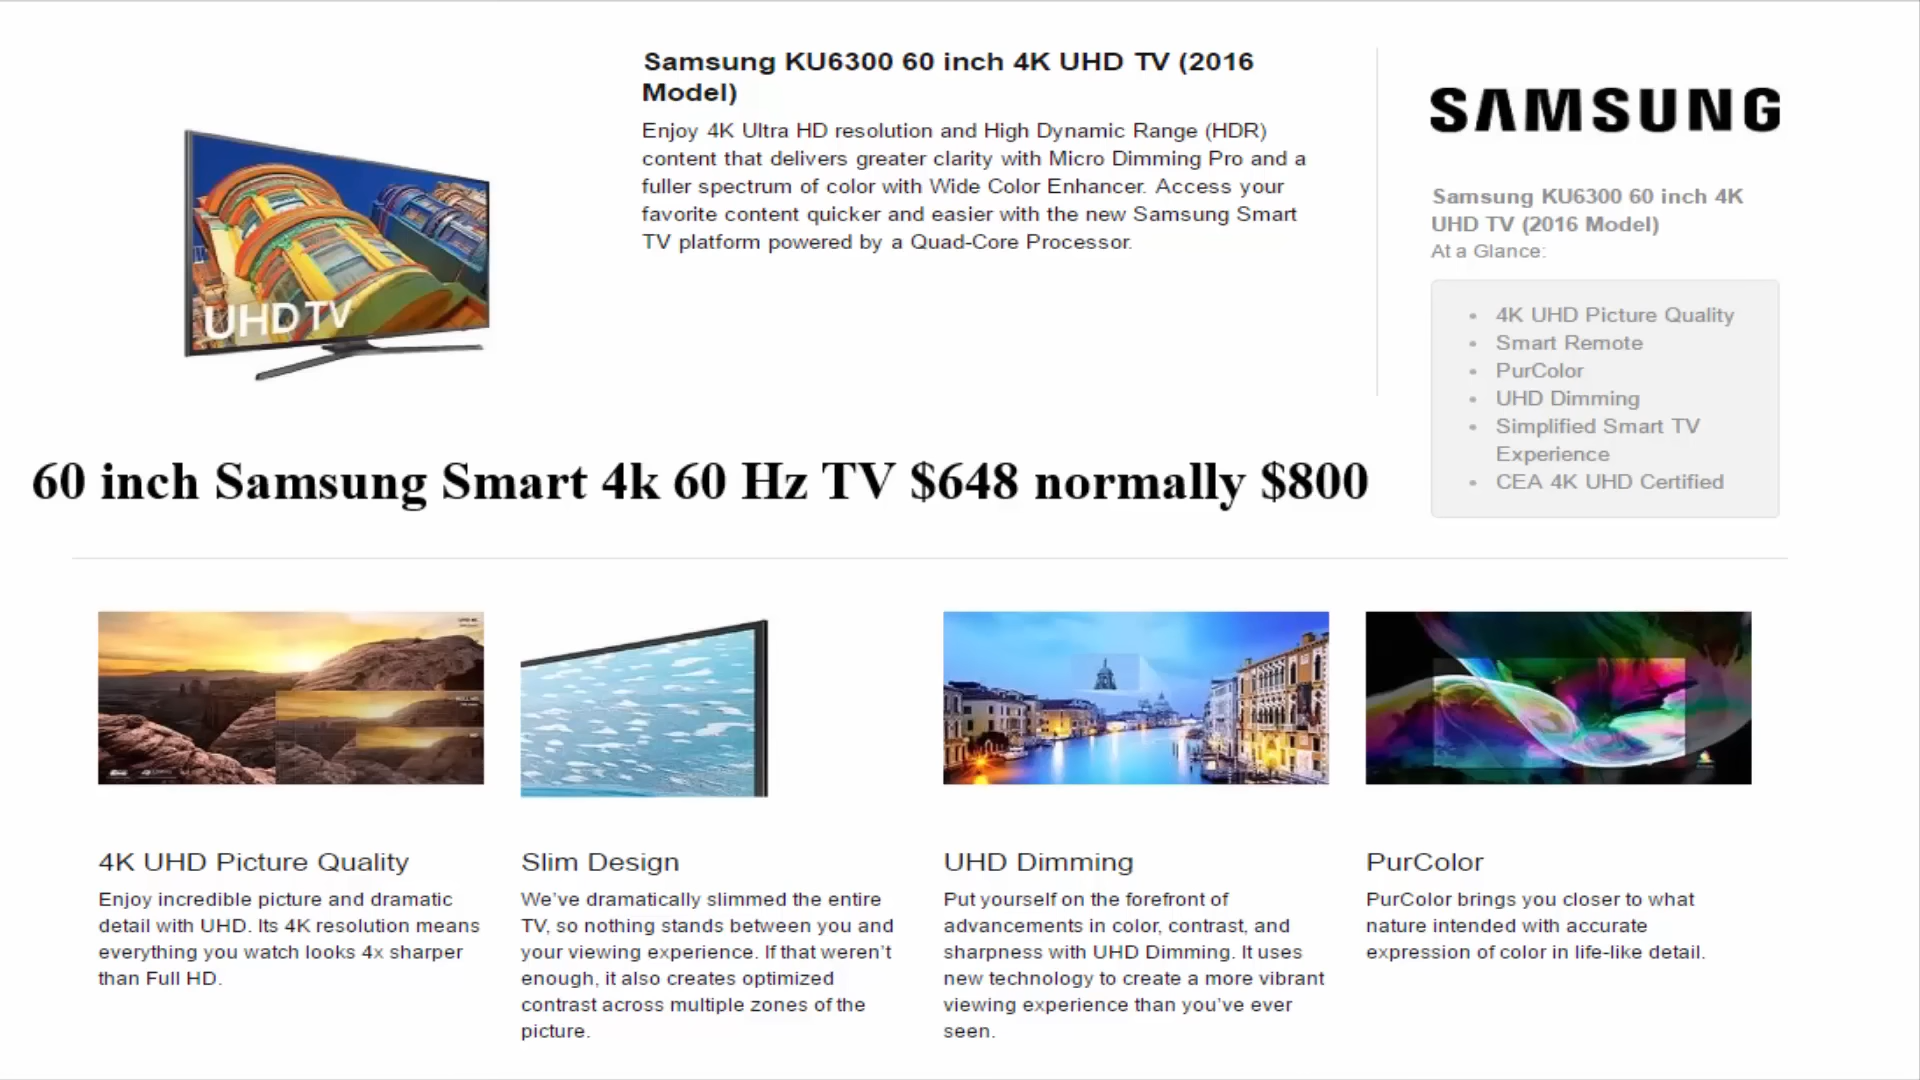 Samsung KU6300 60 inch 4K UHD TV (2016
Model)
Enjoy 4K Ultra HD resolution and High Dynamic Range (HDR)
content that delivers greater clarity with Micro Dimming Pro and a
fuller spectrum of color with Wide Color Enhancer. Access your
favorite content quicker and easier with the new Samsung Smart
TV platform powered by a Quad-Core Processor.
UHD TV
SAMSUNG
Samsung KU6300 60 inch 4K
UHD TV (2016 Model)
At a Glance:
• 4K UHD Picture Quality
• Smart Remote
• PurColor
• UHD Dimming
• Simplified Smart TV
Experience
• CEA 4K UHD Certified
60 inch Samsung Smart 4k 60 Hz TV $648 normally $800
4K UHD Picture Quality
Enjoy incredible picture and dramatic
detail with UHD. Its 4K resolution means
everything you watch looks 4x sharper
than Full HD.
Slim Design
We've dramatically slimmed the entire
TV, so nothing stands between you and
your viewing experience. If that weren't
enough, it also creates optimized
contrast across multiple zones of the
picture.
UHD Dimming
Put yourself on the forefront of
advancements in color, contrast, and
sharpness with UHD Dimming. It uses
new technology to create a more vibrant
viewing experience than you've ever
seen.
PurColor
PurColor brings you closer to what
nature intended with accurate
expression of color in life-like detail.